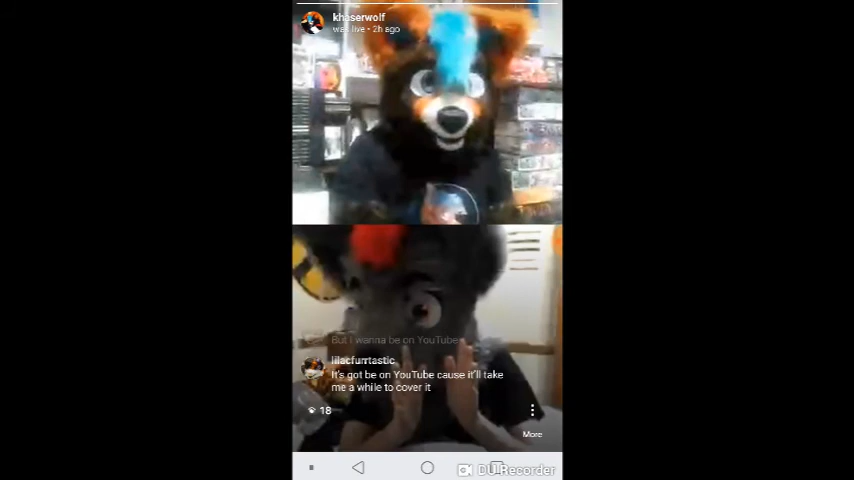 khaserwolf
was live • 2h ago
But I wanna be on YouTube
lilacfurrtastic
It's got be on YouTube cause it'll take
me a while to cover it
18
More
DU Recorder